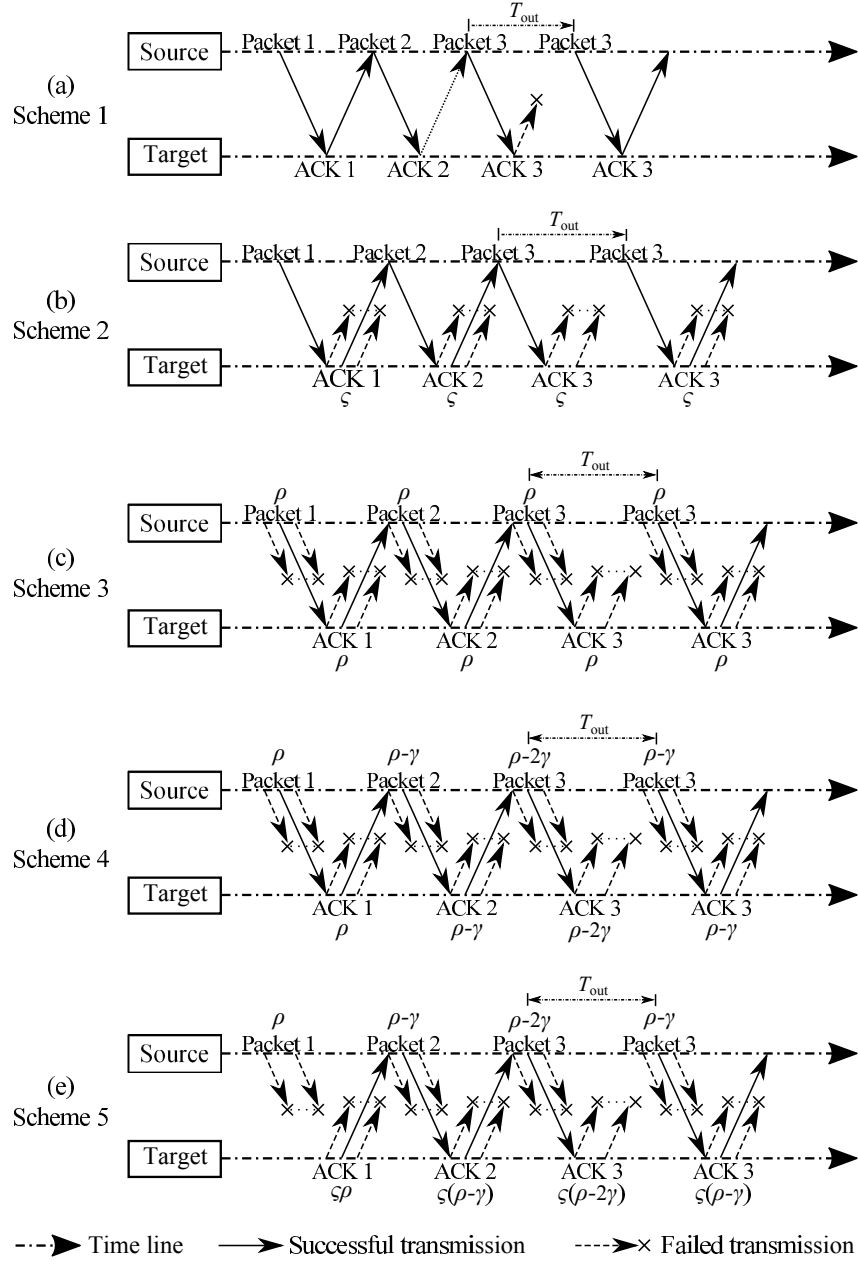 T_out
Packet 1 Packet 2 Packet 3 Packet 3
Source
(a)
Scheme 1
Target
ACK 1 ACK 2 ACK 3 ACK 3
T_out
Packet 1 Packet 2 Packet 3 Packet 3
Source
(b)
Scheme 2
Target
ACK 1 ACK 2 ACK 3 ACK 3
ς ς ς ς
T_out
ρ ρ ρ ρ
Packet 1 Packet 2 Packet 3 Packet 3
Source
(c)
Scheme 3
Target
ACK 1 ACK 2 ACK 3 ACK 3
ρ ρ ρ ρ
T_out
ρ ρ-γ ρ-2γ ρ-γ
Packet 1 Packet 2 Packet 3 Packet 3
Source
(d)
Scheme 4
Target
ACK 1 ACK 2 ACK 3 ACK 3
ρ ρ-γ ρ-2γ ρ-γ
T_out
ρ ρ-γ ρ-2γ ρ-γ
Packet 1 Packet 2 Packet 3 Packet 3
Source
(e)
Scheme 5
Target
ACK 1 ACK 2 ACK 3 ACK 3
ςρ ς(ρ-γ) ς(ρ-2γ) ς(ρ-γ)
Time line Successful transmission Failed transmission